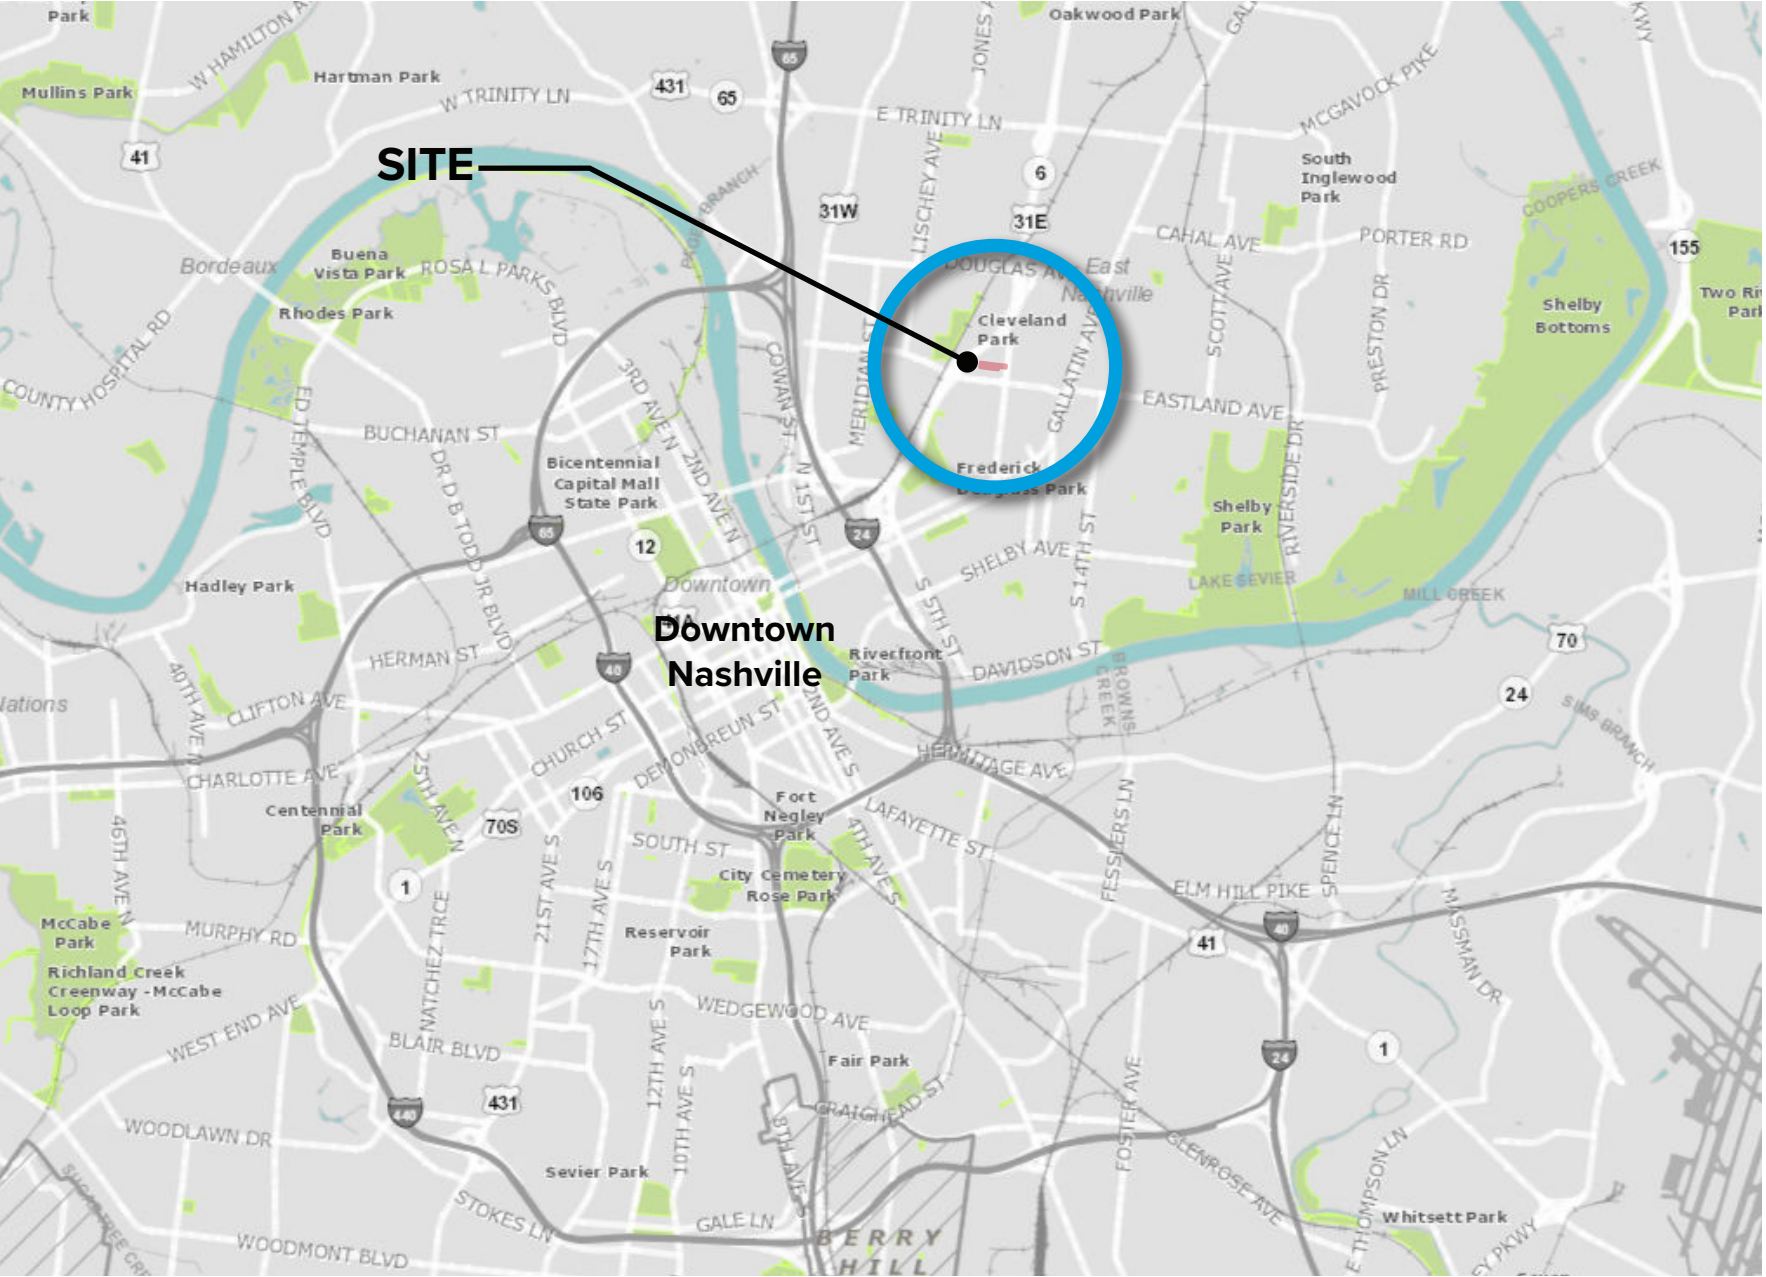 Park
W HAMILTON A
Oakwood Park
JONES A
GAL
KWY
Hartman Park
Mullins Park
W TRINITY LN
431
65
65
E TRINITY LN
MCGAVOCK PIKE
41
SITE
6
South
Inglewood
Park
LISCHEY AVE
31W
31E
COOPERS CREEK
CAHAL AVE
PORTER RD
155
Buena
Vista Park
Bordeaux
ROSA L PARKS BLVD
DOUGLAS AV
East
Nashville
Rhodes Park
Cleveland
Park
SCOTT AVE
PRESTON DR
Shelby
Bottoms
Two Ri
Park
COUNTY HOSPITAL RD
3RD AVE N
COWAN ST
MERIDIAN ST
GALLATIN AVE
EASTLAND AVE
ED TEMPLE BLVD
BUCHANAN ST
DR D B TODD JR BLVD
2ND AVE N
N 1ST ST
RIVERSIDE DR
Bicentennial
Capital Mall
State Park
Frederick
Douglass Park
Shelby
Park
65
12
24
SHELBY AVE
S 14TH ST
LAKE SEVIER
MILL CREEK
Hadley Park
Downtown
S 5TH ST
Downtown
Nashville
HERMAN ST
40
Riverfront
Park
DAVIDSON ST
BROWNS
CREEK
70
24
40TH AVE N
lations
CLIFTON AVE
CHURCH ST
DEMONBREUN ST
2ND AVE S
SIMS BRANCH
HERMITAGE AVE
CHARLOTTE AVE
25TH AVE N
106
Centennial
Park
70S
Fort
Negley
Park
4TH AVE S
LAFAYETTE ST
FESSLERS LN
SPENCE LN
46TH AVE N
21ST AVE S
17TH AVE S
SOUTH ST
1
City Cemetery
Rose Park
ELM HILL PIKE
MASSMAN DR
McCabe
Park
MURPHY RD
NATCHEZ TRCE
Reservoir
Park
41
40
Richland Creek
Creenway -McCabe
Loop Park
WEST END AVE
BLAIR BLVD
12TH AVE S
WEDGEWOOD AVE
10TH AVE S
Fair Park
24
1
FOSTER AVE
440
431
CRAIGHEAD ST
8TH AVE S
WOODLAWN DR
Sevier Park
GLENROSE AVE
E THOMPSON LN
STOKES LN
GALE LN
Whitsett Park
WOODMONT BLVD
BERRY
HILL
EY PKWY